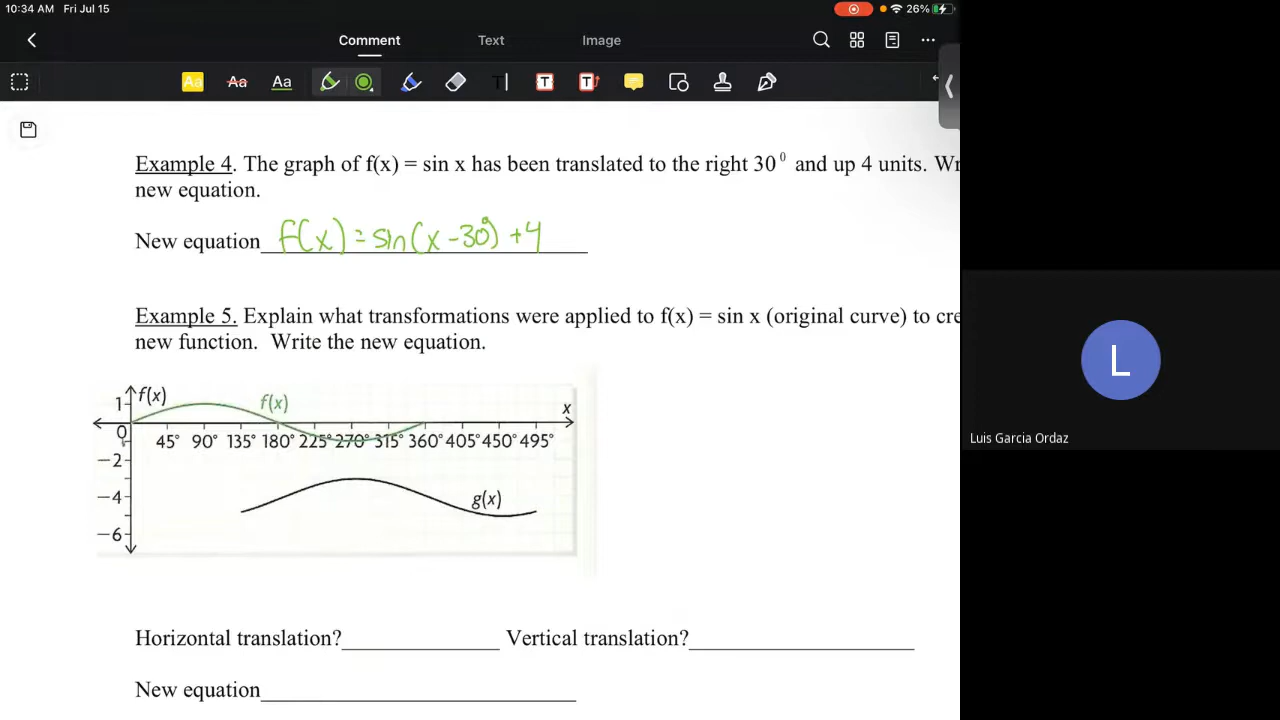 10:34 AM Fri Jul 15
26%
Comment Text Image
Aa Aa Aa T T T
Example 4. The graph of f(x) = sin x has been translated to the right 30⁰ and up 4 units. Wr
new equation.
New equation f(x) = sin(x - 30°) + 4
Example 5. Explain what transformations were applied to f(x) = sin x (original curve) to cre
new function. Write the new equation.
f(x) f(x) x
1
0
45° 90° 135° 180° 225° 270° 315° 360° 405° 450° 495°
-2
-4 g(x)
-6
Horizontal translation? Vertical translation?
New equation
L
Luis Garcia Ordaz